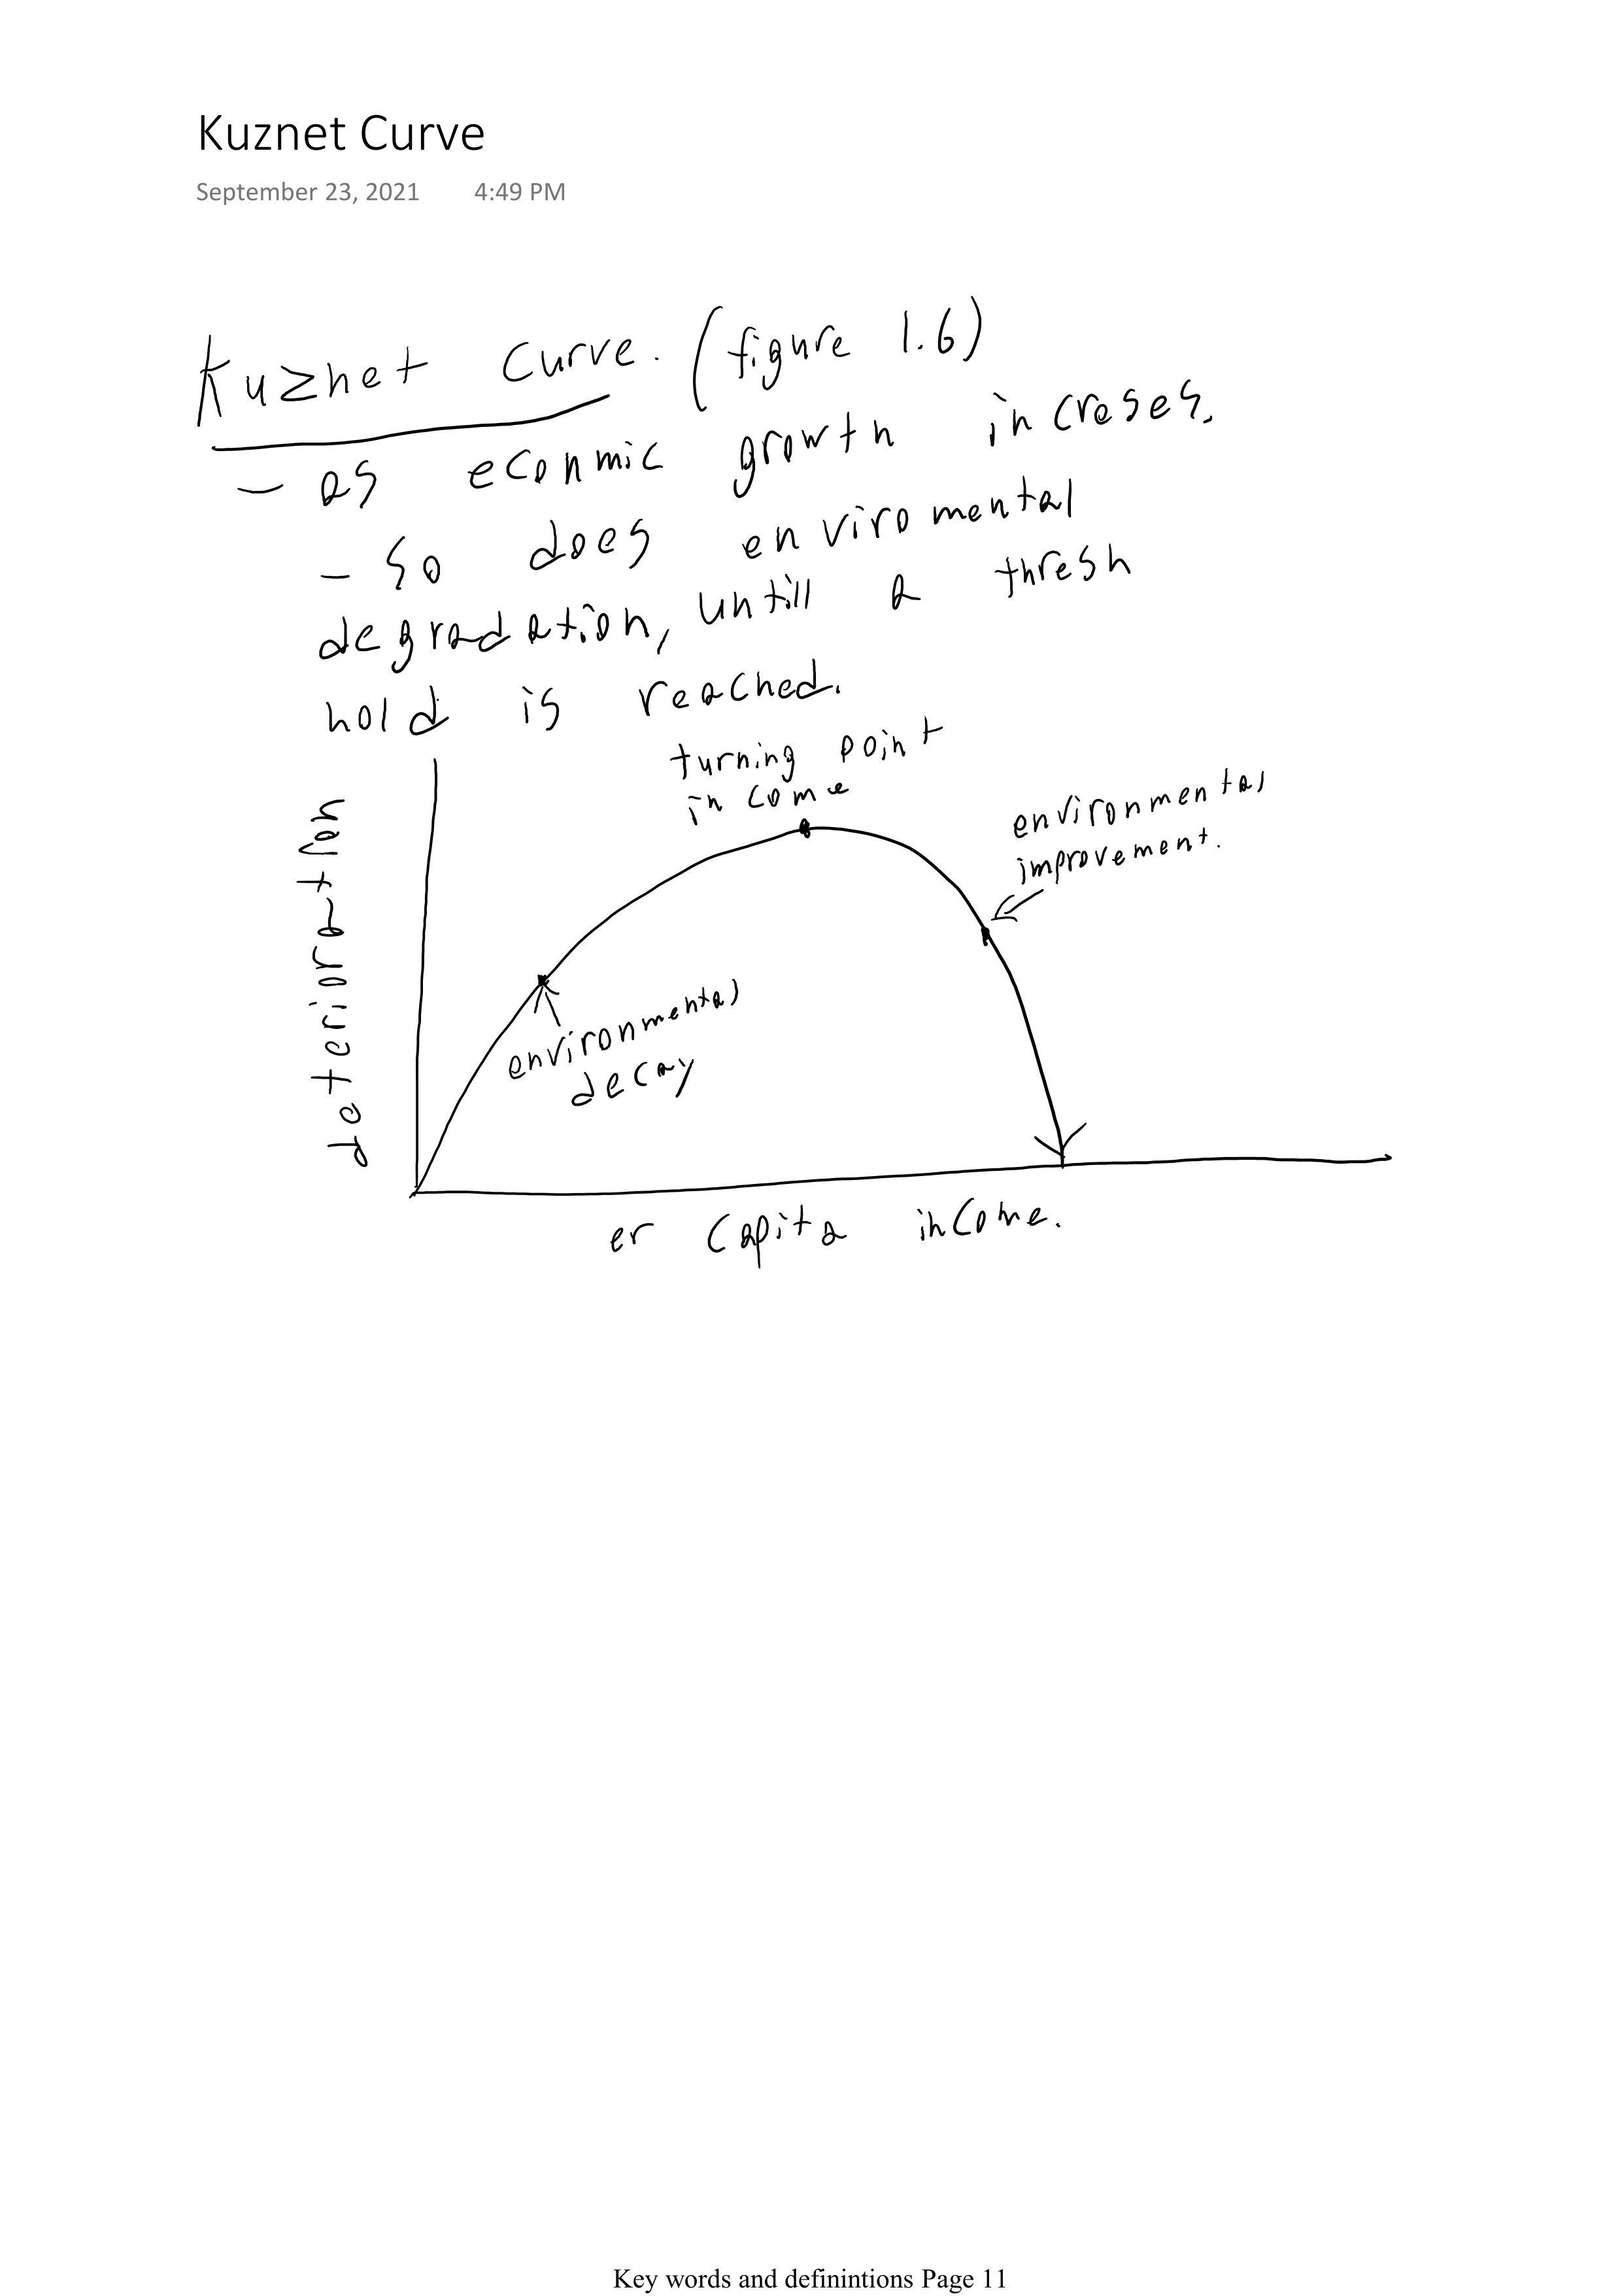 Kuznet Curve
September 23, 2021 4:49 PM
Kuznet Curve. (figure 1.6)
- as econmic growth increses.
- so does enviromental
degradation, untill a thresh
hold is reached.
turning point
income
environmental
improvement.
deterioration
environmental
decay
er Capita income.
Key words and definintions Page 11